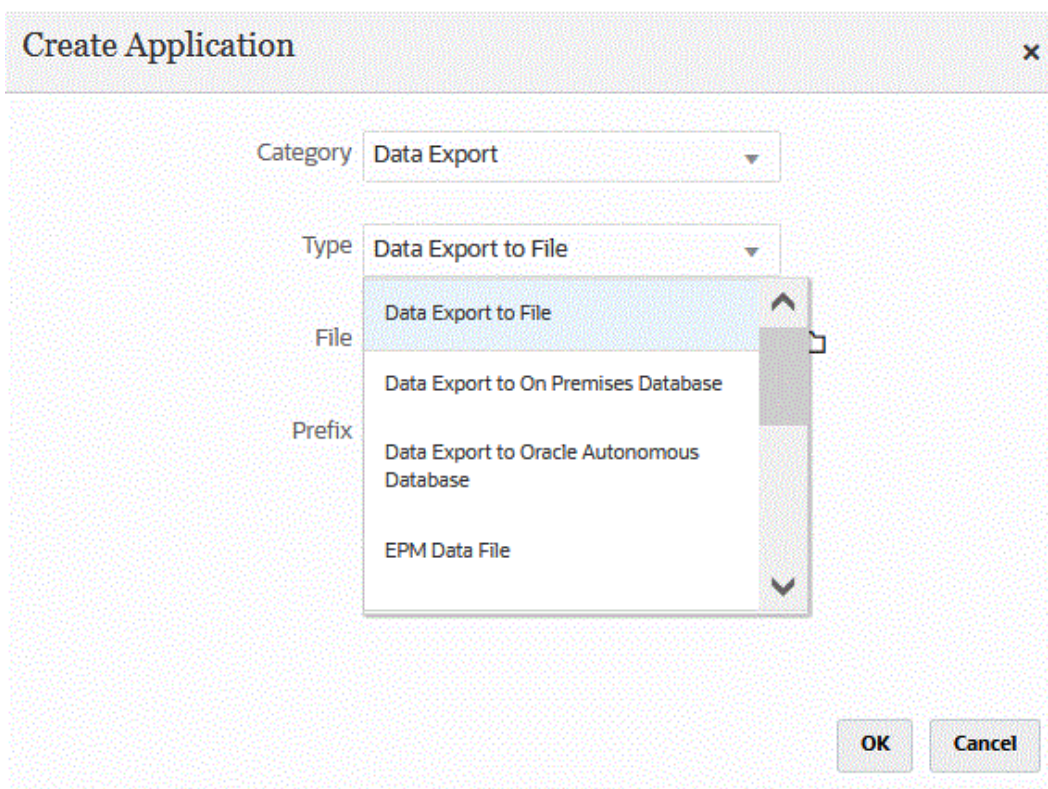 Create Application
Category Data Export
Type Data Export to File
Data Export to File
File
Data Export to On Premises Database
Prefix
Data Export to Oracle Autonomous
Database
EPM Data File
OK Cancel